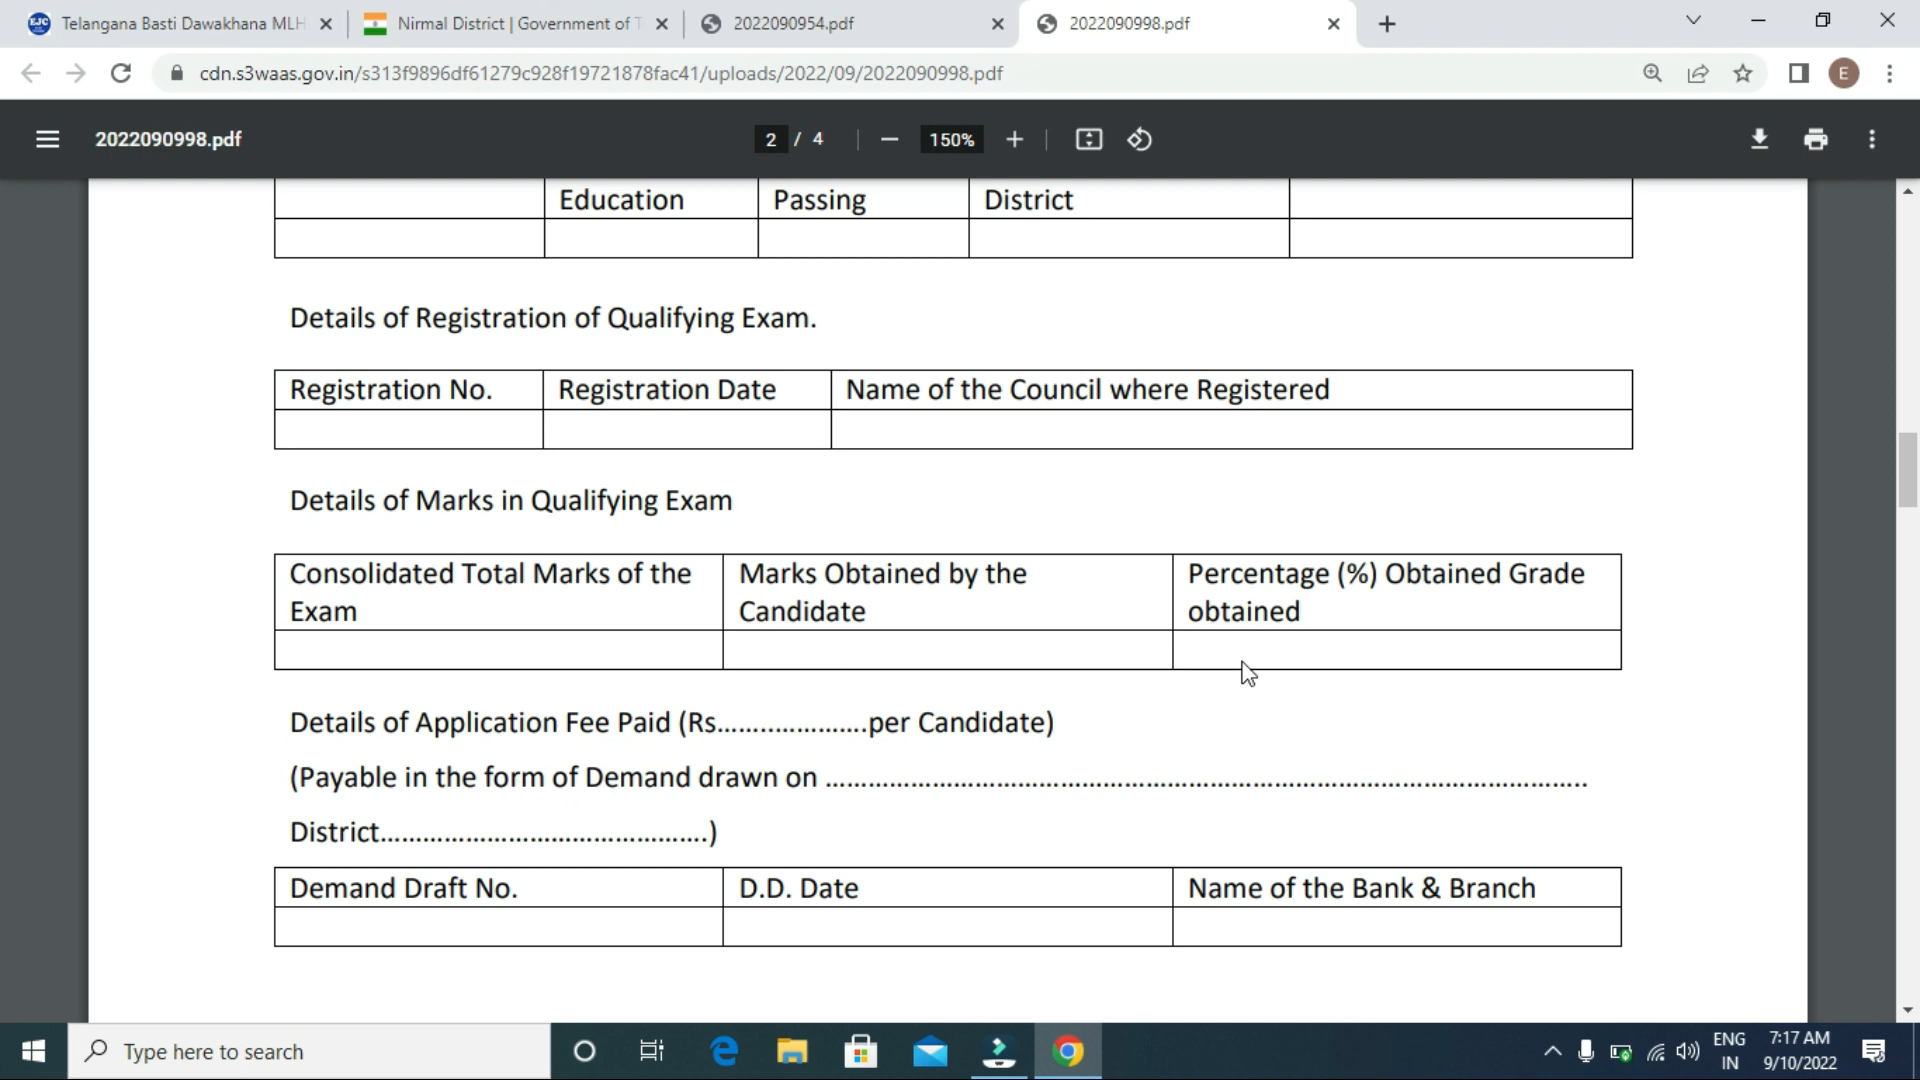 Telangana Basti Dawakhana MLH
Nirmal District | Government of T
2022090954.pdf
2022090998.pdf
cdn.s3waas.gov.in/s313f9896df61279c928f19721878fac41/uploads/2022/09/2022090998.pdf
E
2022090998.pdf
2 / 4
150%
Education Passing District
Details of Registration of Qualifying Exam.
Registration No. Registration Date Name of the Council where Registered
Details of Marks in Qualifying Exam
Consolidated Total Marks of the Exam
Marks Obtained by the Candidate
Percentage (%) Obtained Grade obtained
Details of Application Fee Paid (Rs………………….per Candidate)
(Payable in the form of Demand drawn on ……………………………………………………………………………..
District……………………………………….)
Demand Draft No. D.D. Date Name of the Bank & Branch
Type here to search
ENG
IN
7:17 AM
9/10/2022